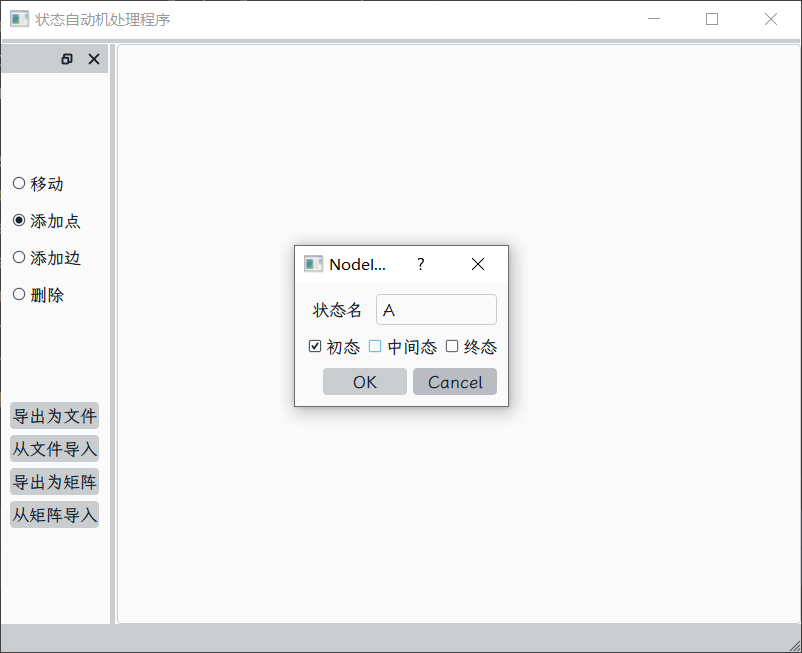 状态自动机处理程序
移动
添加点
添加边
删除
导出为文件
从文件导入
导出为矩阵
从矩阵导入
NodeI... ?
状态名 A
初态 中间态 终态
OK Cancel